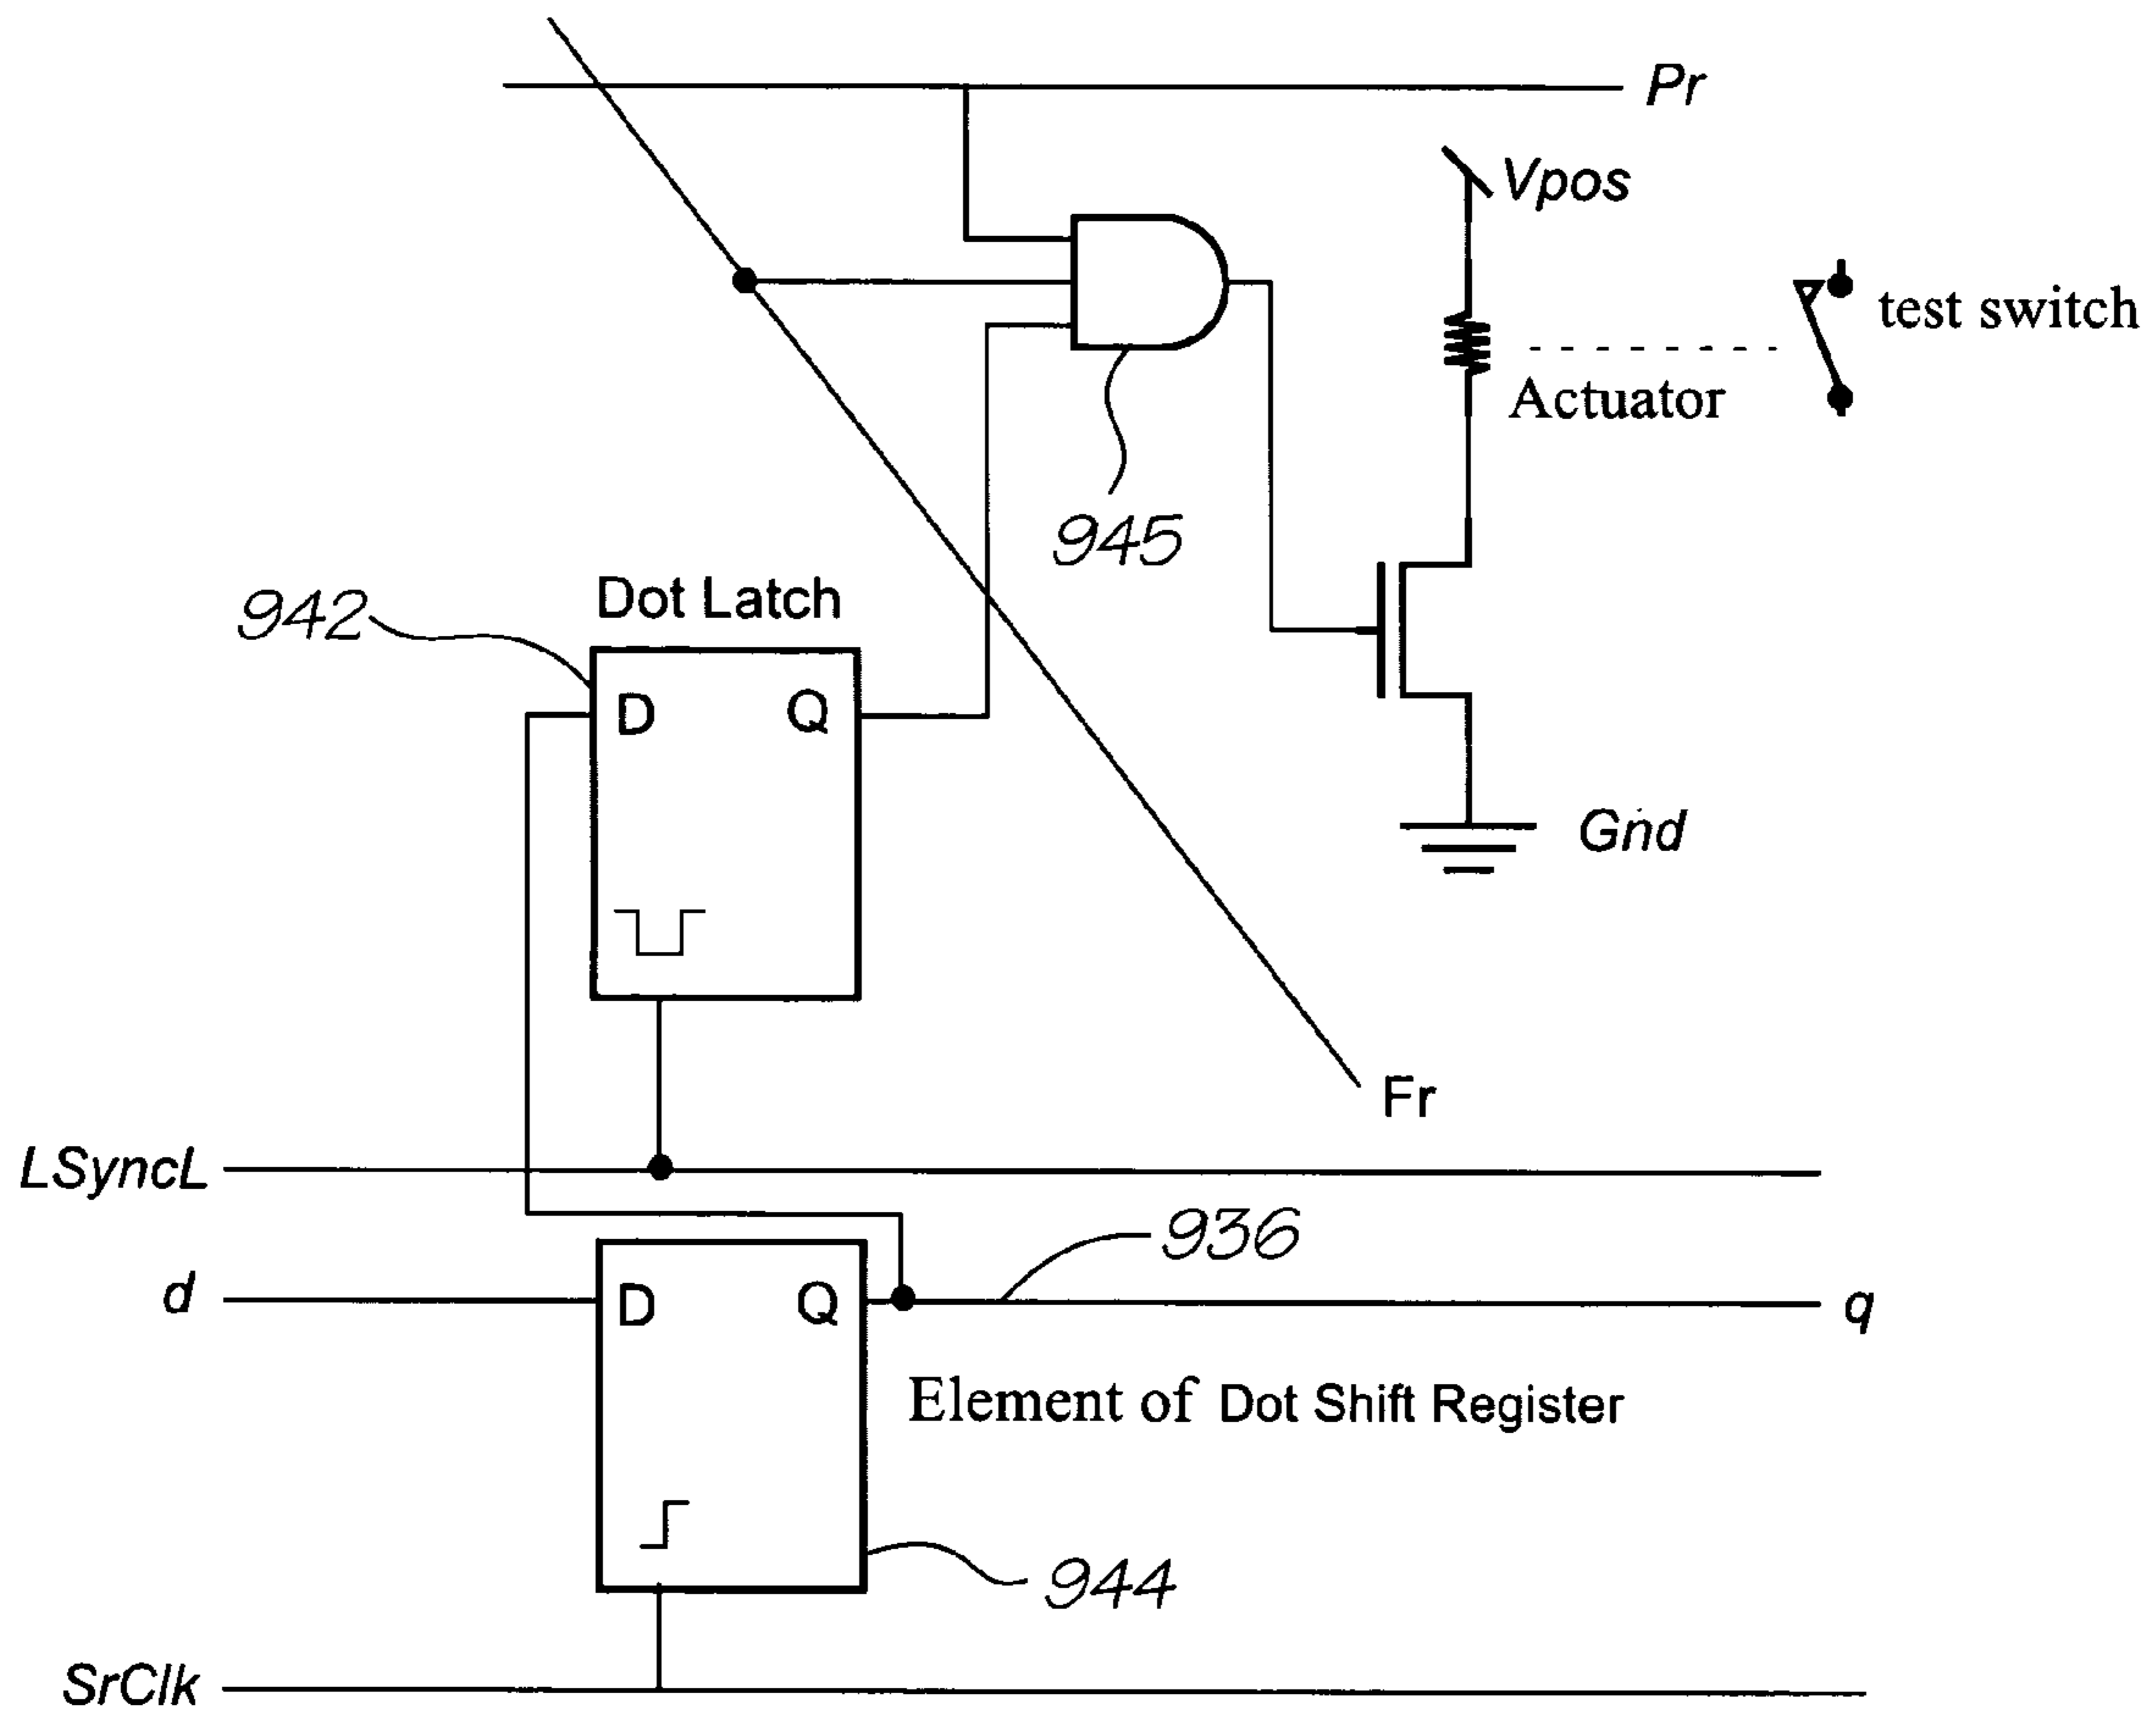 Pr
Vpos
test switch
Actuator
945
942
Dot Latch
D Q
Gnd
Fr
LSyncL
936
d
D Q
q
Element of Dot Shift Register
944
SrClk